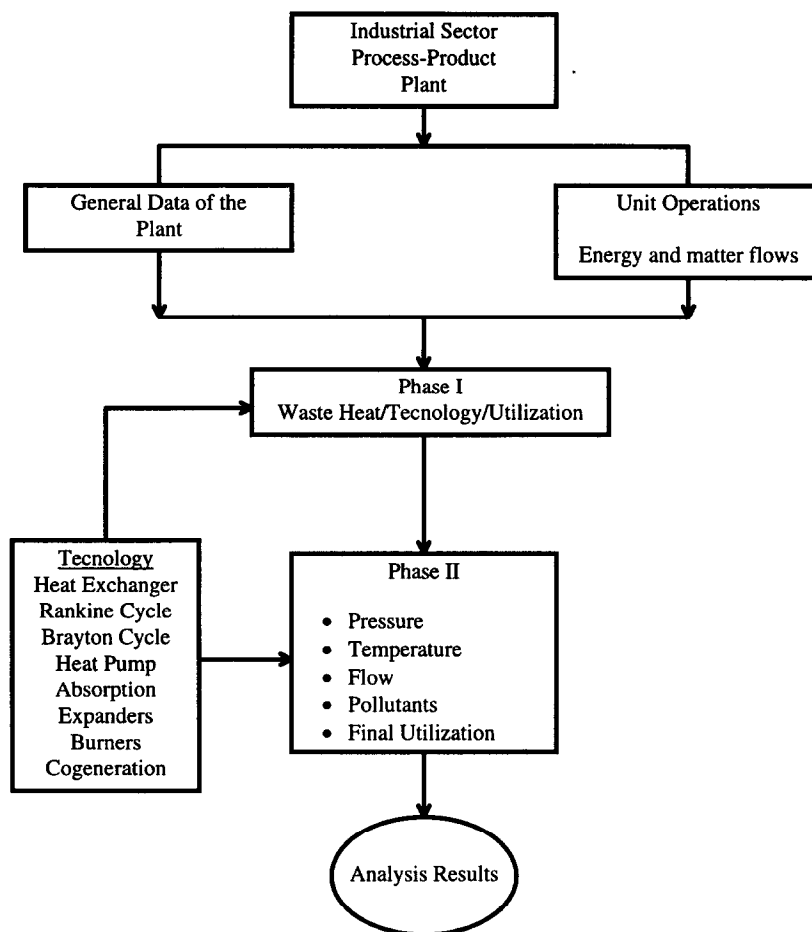 Industrial Sector
Process-Product
Plant
General Data of the
Plant
Unit Operations
Energy and matter flows
Phase I
Waste Heat/Tecnology/Utilization
Tecnology
Heat Exchanger
Rankine Cycle
Brayton Cycle
Heat Pump
Absorption
Expanders
Burners
Cogeneration
Phase II
• Pressure
• Temperature
• Flow
• Pollutants
• Final Utilization
Analysis Results